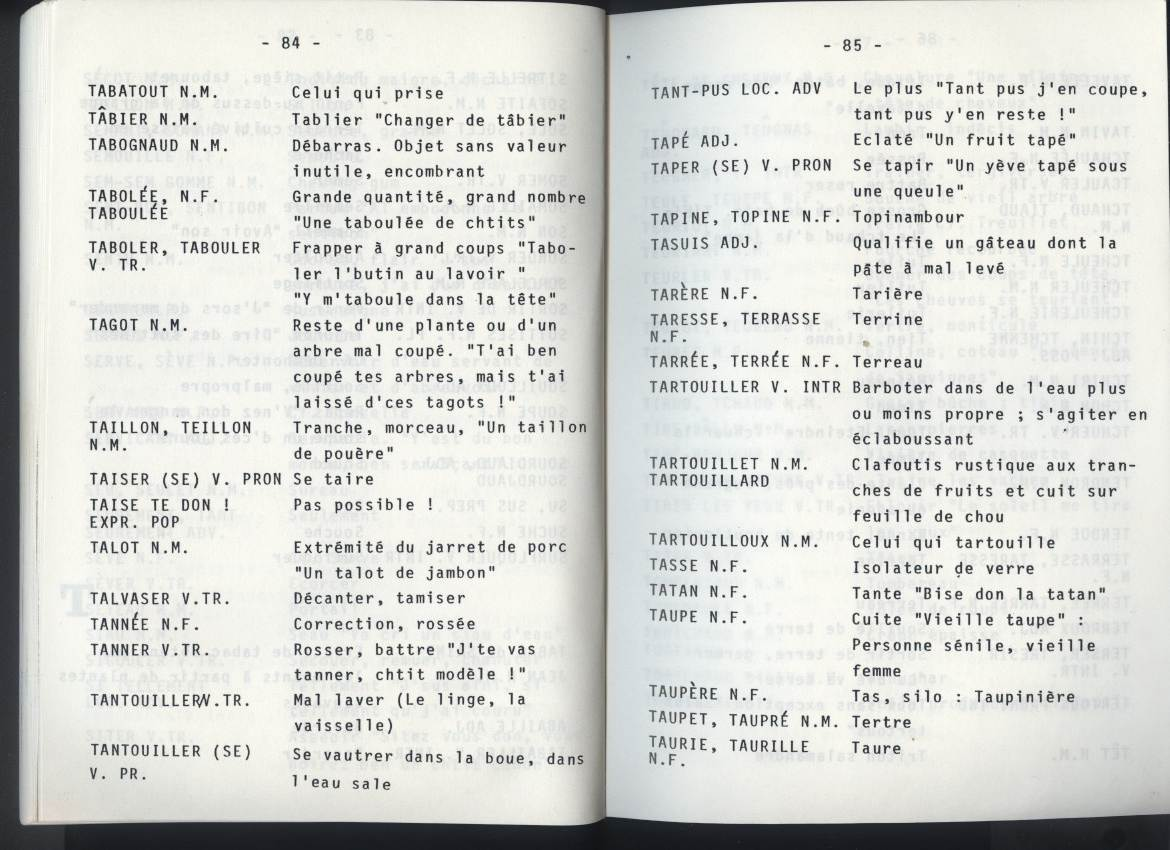 - 84 -
TABATOUT N.M. Celui qui prise
TÂBIER N.M. Tablier "Changer de tâbier"
TABOGNAUD N.M. Débarras. Objet sans valeur
inutile, encombrant
TABOLÉE, N.F. Grande quantité, grand nombre
TABOULÉE "Une taboulée de chtits"
TABOLER, TABOULER Frapper à grand coups "Tabo-
V. TR. ler l'butin au lavoir "
"Y m'taboule dans la tête"
TAGOT N.M. Reste d'une plante ou d'un
arbre mal coupé. "T'ai ben
coupé tes arbres, mais t'ai
laissé d'ces tagots !"
TAILLON, TEILLON Tranche, morceau, "Un taillon
N.M. de pouère"
TAISER (SE) V. PRON Se taire
TAISE TE DON ! Pas possible !
EXPR. POP
TALOT N.M. Extrémité du jarret de porc
"Un talot de jambon"
TALVASER V.TR. Décanter, tamiser
TANNÉE N.F. Correction, rossée
TANNER V.TR. Rosser, battre "J'te vas
tanner, chtit modèle !"
TANTOUILLER V.TR. Mal laver (Le linge, la
vaisselle)
TANTOUILLER (SE) Se vautrer dans la boue, dans
V. PR. l'eau sale
- 85 -
TANT-PUS LOC. ADV Le plus "Tant pus j'en coupe,
tant pus y'en reste !"
TAPÉ ADJ. Eclaté "Un fruit tapé"
TAPER (SE) V. PRON Se tapir "Un yève tapé sous
une gueule"
TAPINE, TOPINE N.F. Topinambour
TASUIS ADJ. Qualifie un gâteau dont la
pâte â mal levé
TARÈRE N.F. Tarière
TARESSE, TERRASSE Terrine
N.F.
TARRÉE, TERRÉE N.F. Terreau
TARTOUILLER V. INTR Barboter dans de l'eau plus
ou moins propre ; s'agiter en
éclaboussant
TARTOUILLET N.M. Clafoutis rustique aux tran-
TARTOUILLARD ches de fruits et cuit sur
feuille de chou
TARTOUILLOUX N.M. Celui qui tartouille
TASSE N.F. Isolateur de verre
TATAN N.F. Tante "Bise don la tatan"
TAUPE N.F. Cuite "Vieille taupe" :
Personne sénile, vieille
femme
TAUPÈRE N.F. Tas, silo : Taupinière
TAUPET, TAUPRÉ N.M. Tertre
TAURIE, TAURILLE Taure
N.F.